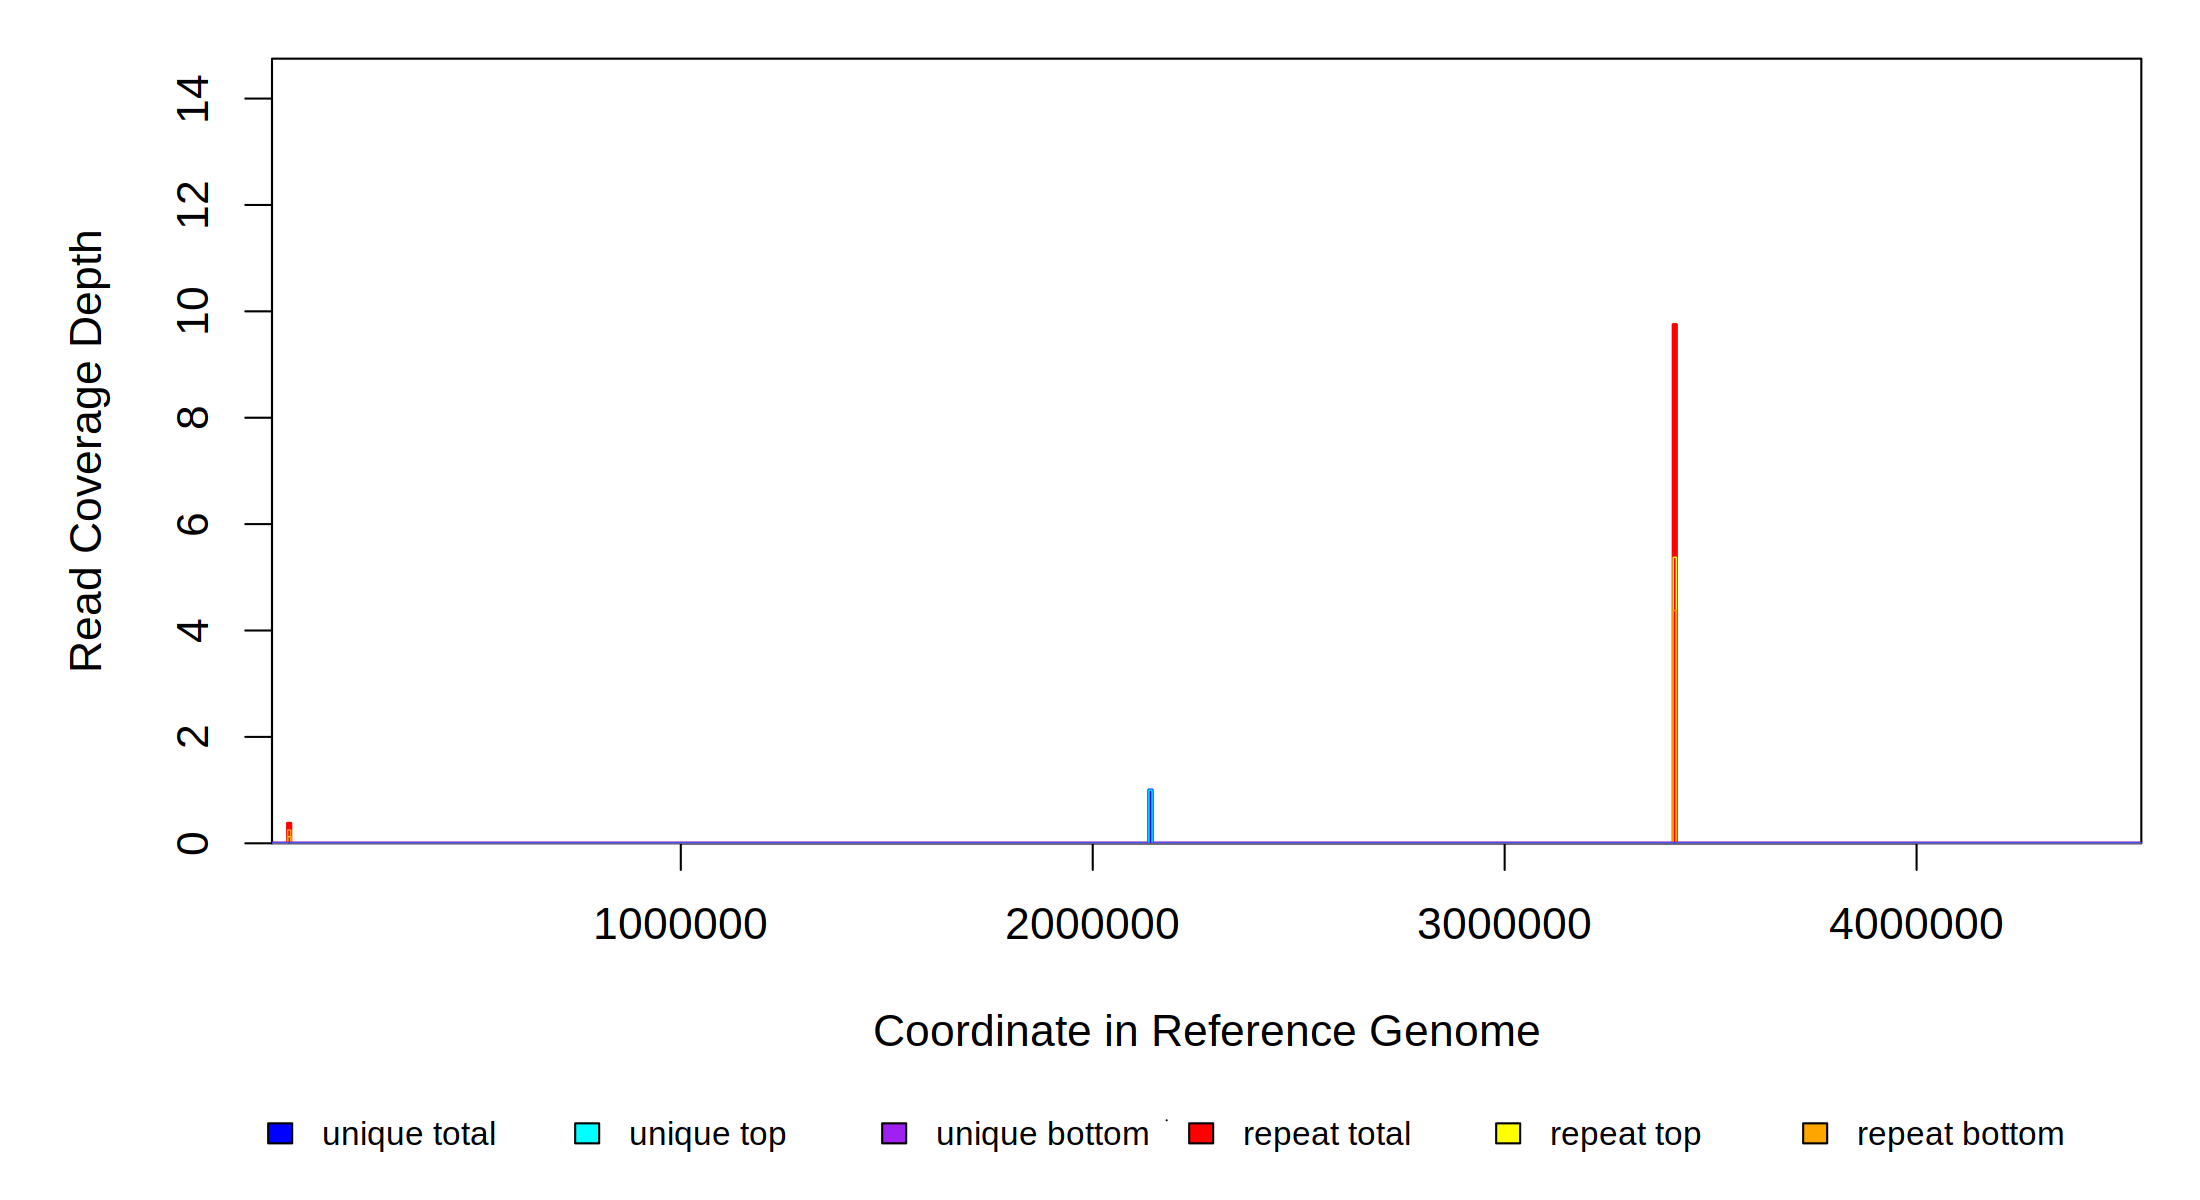 Read Coverage Depth
14
12
10
8
6
4
2
0
1000000 2000000 3000000 4000000
Coordinate in Reference Genome
unique total unique top unique bottom repeat total repeat top repeat bottom